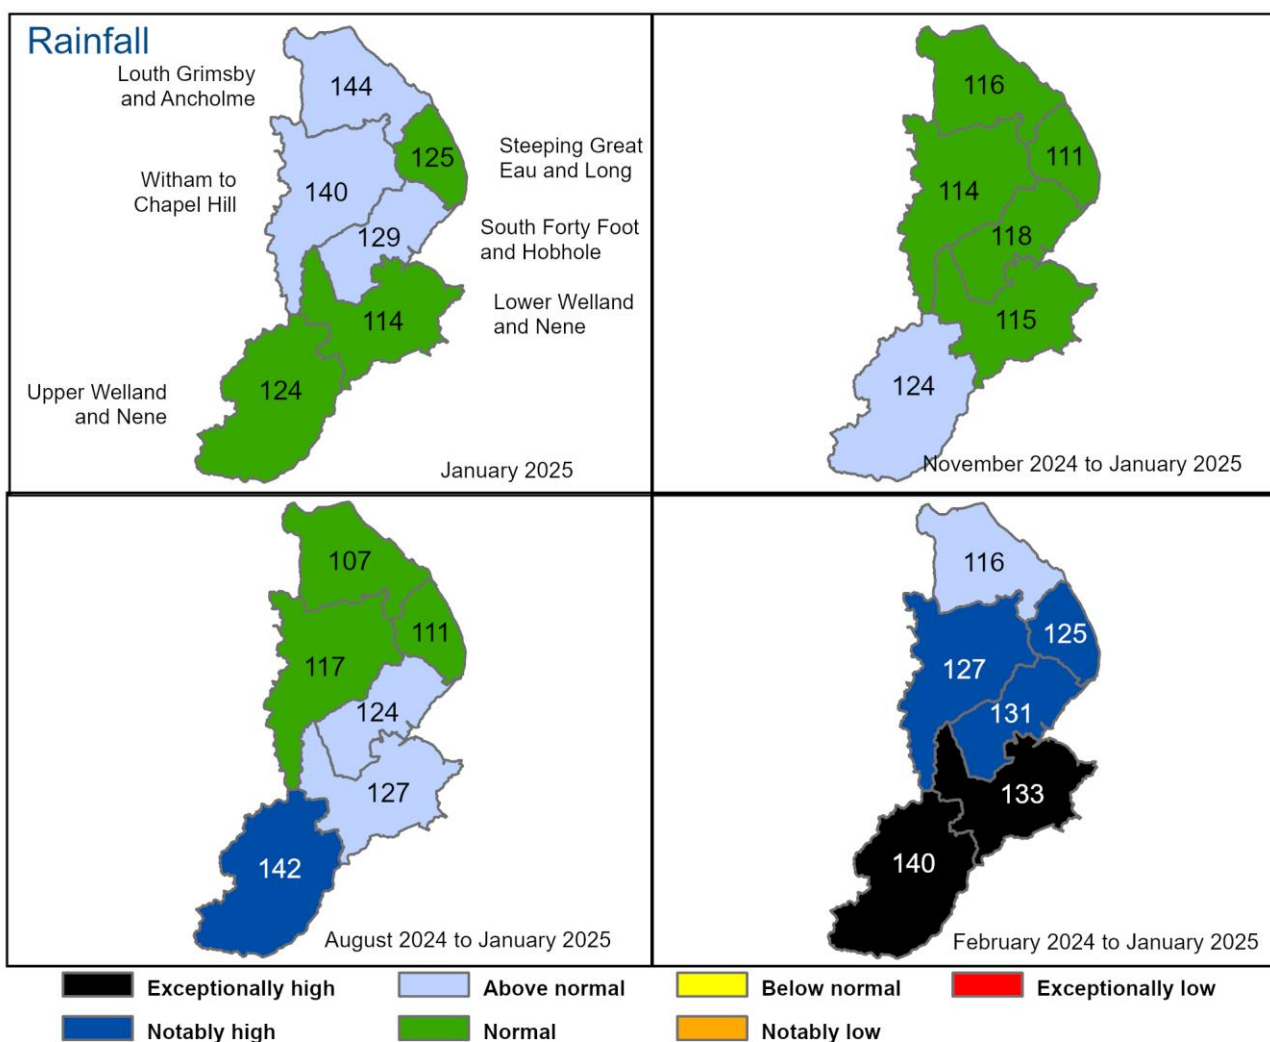 Rainfall
Louth Grimsby
and Ancholme
144
Steeping Great
Eau and Long
125
Witham to
Chapel Hill
140
South Forty Foot
and Hobhole
129
Lower Welland
and Nene
114
Upper Welland
and Nene
124
January 2025
116
111
114
118
115
124
November 2024 to January 2025
107
111
117
124
127
142
August 2024 to January 2025
116
125
127
131
133
140
February 2024 to January 2025
Exceptionally high
Above normal
Below normal
Exceptionally low
Notably high
Normal
Notably low